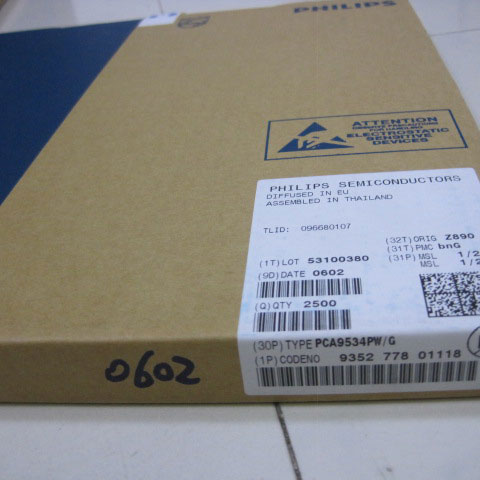 PHILIPS
ATTENTION
OBSERVE PRECAUTIONS
FOR HANDLING
ELECTROSTATIC
SENSITIVE
DEVICES
PHILIPS SEMICONDUCTORS
DIFFUSED IN EU
ASSEMBLED IN THAILAND
TLID: 096680107
(32T)ORIG Z890
(31T)PMC bnG
(31P)MSL 1/2
MSL 1/2
(1T)LOT 53100380
(9D)DATE 0602
(Q)QTY 2500
(30P)TYPE PCA9534PW/G
(1P)CODENO 9352 778 01118
0602